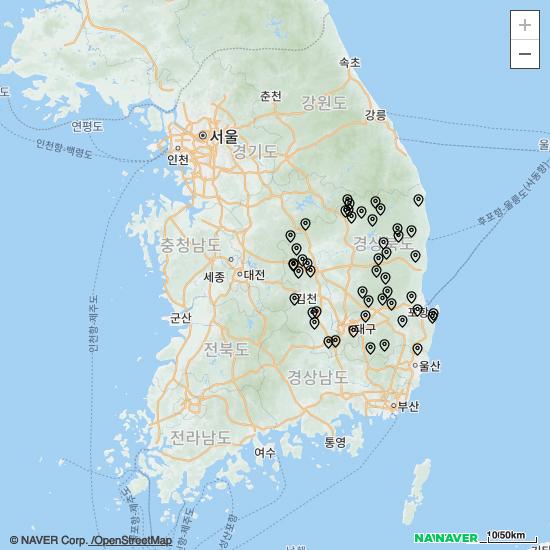 +
−
속초
춘천
강원도
강릉
도
연평도
서울
울
인천항-백령도
인천
경기도
후포항-울릉도(사동항)
충청남도
경상북도
세종
대전
김천
포항
인천항-제주도
군산
대구
전라북도
울산
경상남도
부산
전라남도
통영
여수
© NAVER Corp. /OpenStreetMap
NAVER
NAVER
10/50km